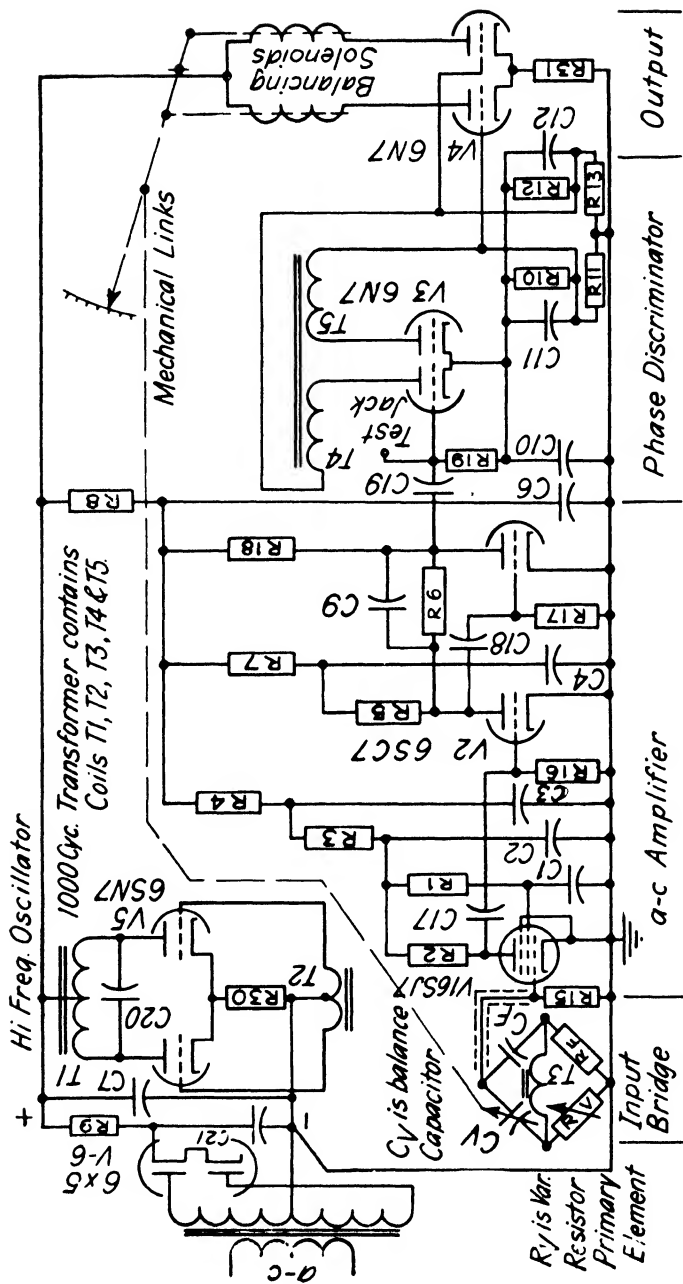 Hi Freq. Oscillator
1000 Cyc. Transformer contains
Coils T1, T2, T3, T4 & T5.
Mechanical Links
Balancing
Solenoids
+
R9
6x5
V-6
C21
a-c
C7
T1
C20
V5
6SN7
R30
T2
R8
Cv is balance
Capacitor
Cv
CF
T3
Rv
RF
R15
V1 6SJ7
R2
R1
C17
C1
R3
C2
R4
C3
R16
V2
6SC7
R5
R7
C4
C18
R17
R6
C9
R18
C19
C6
Test
Jack
R19
C10
T4
T5
V3 6N7
C11
R10
R11
R12
C12
R13
6N7
V4
R31
Rv is Var.
Resistor
Primary
Element
Input
Bridge
a-c Amplifier
Phase Discriminator
Output